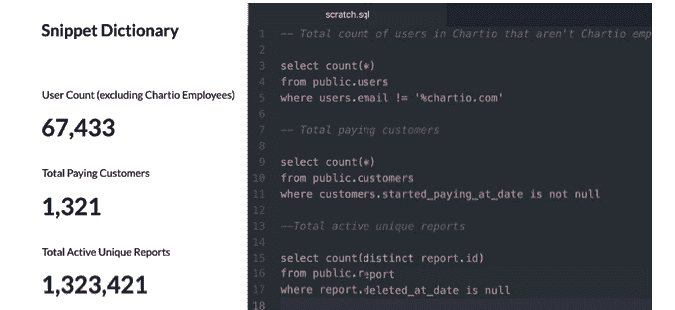 Snippet Dictionary
User Count (excluding Chartio Employees)
67,433
Total Paying Customers
1,321
Total Active Unique Reports
1,323,421
scratch.sql
1 -- Total count of users in Chartio that aren't Chartio emp
2
3 select count(*)
4 from public.users
5 where users.email != '%chartio.com'
6
7 -- Total paying customers
8
9 select count(*)
10 from public.customers
11 where customers.started_paying_at_date is not null
12
13 --Total active unique reports
14
15 select count(distinct report.id)
16 from public.report
17 where report.deleted_at_date is null
18